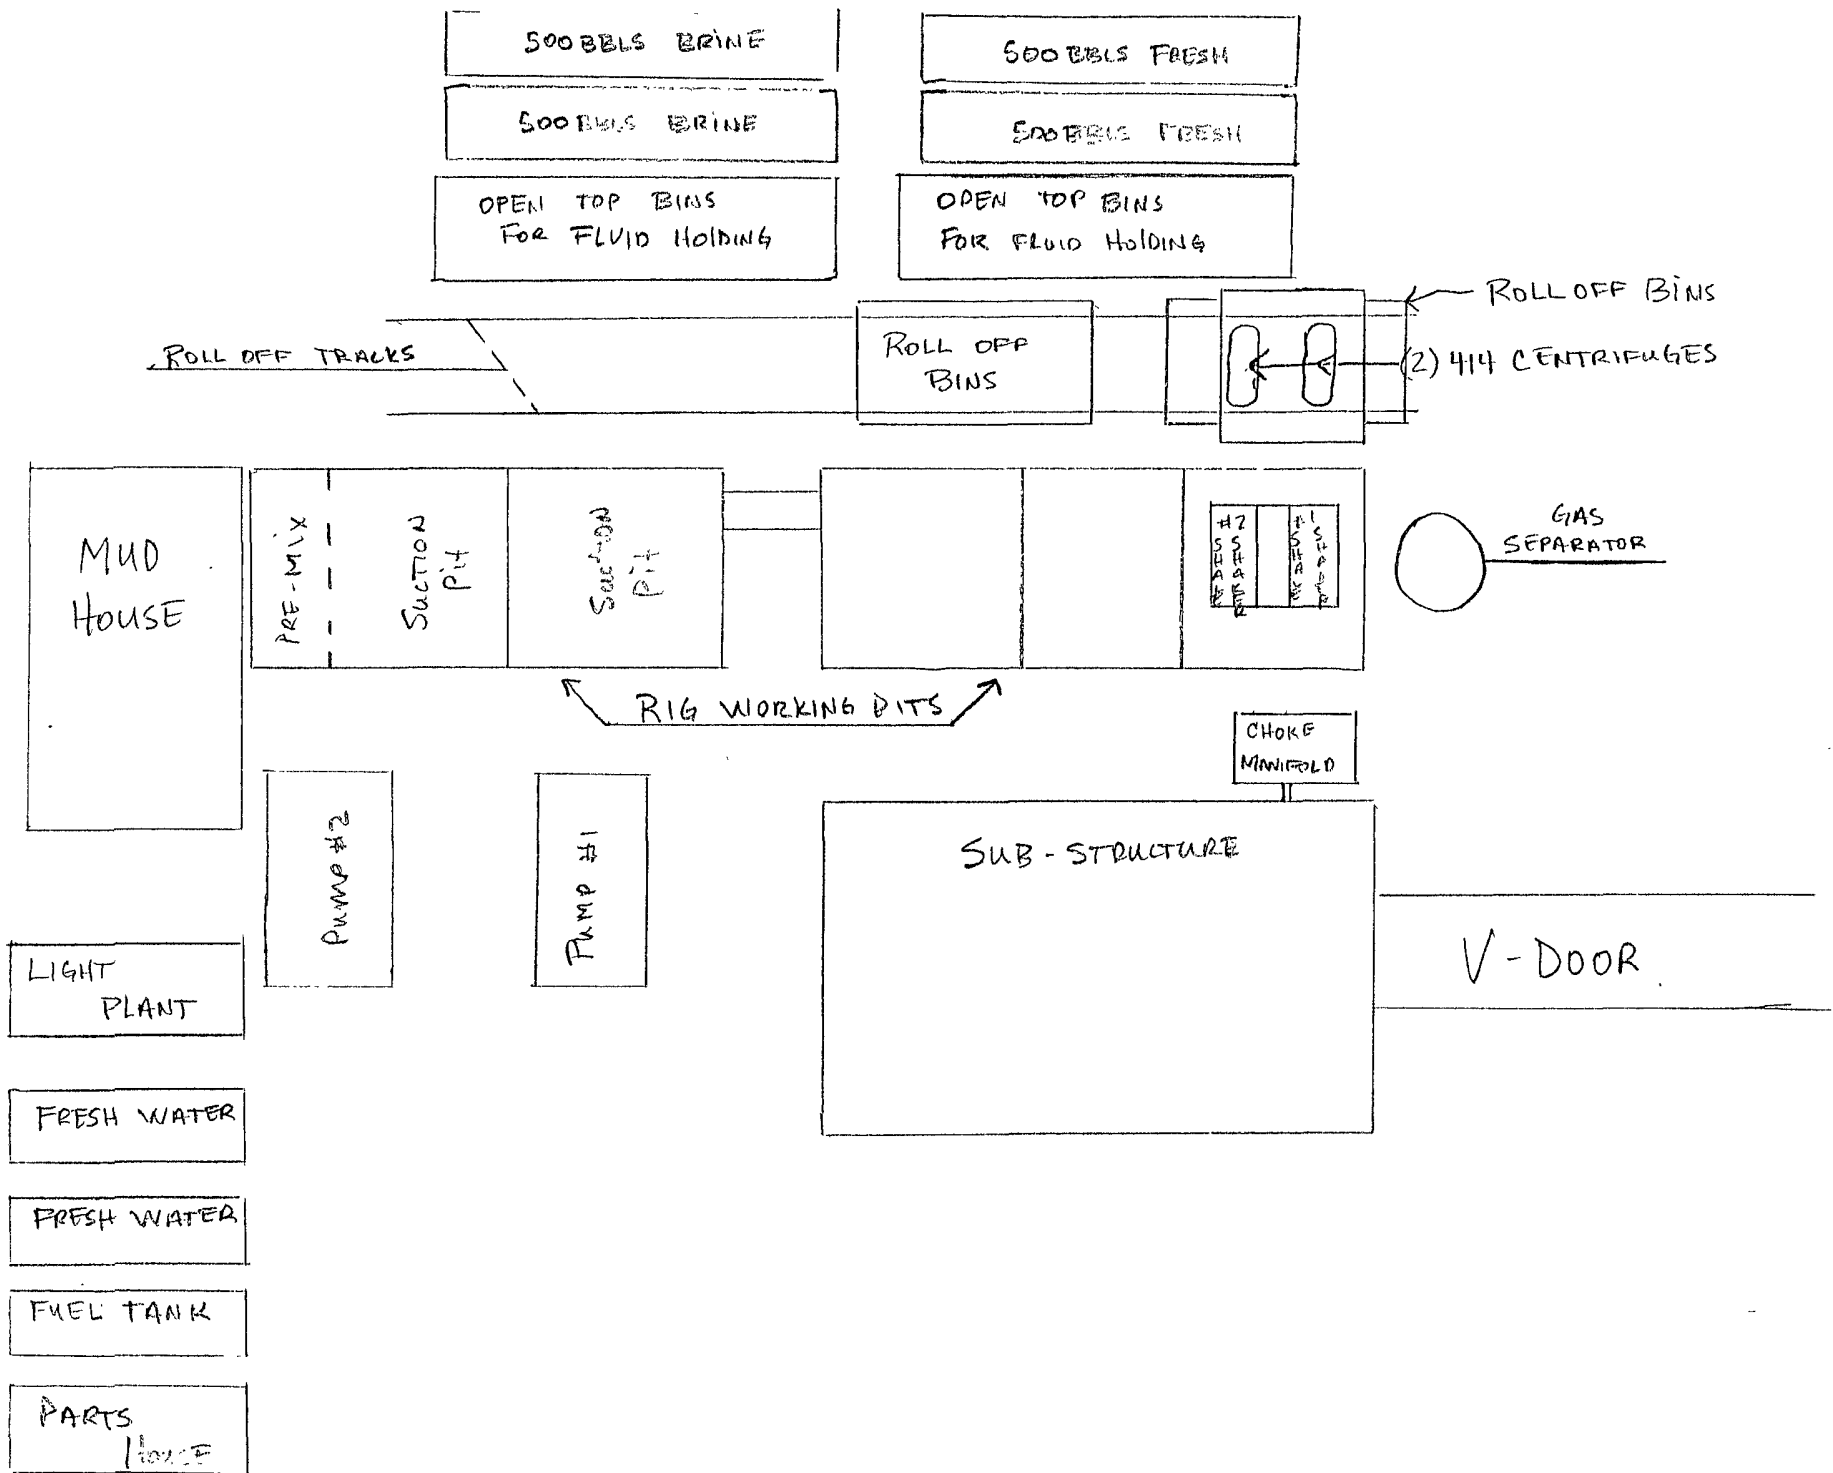 500 BBLS BRINE
500 BBLS FRESH
500 BBLS BRINE
500 BBLS FRESH
OPEN TOP BINS
FOR FLUID HOLDING
OPEN TOP BINS
FOR FLUID HOLDING
ROLL OFF BINS
ROLL OFF TRACKS
ROLL OFF
BINS
(2) 414 CENTRIFUGES
MUD
HOUSE
PRE-MIX
SUCTION
Pit
SUCTION
Pit
#2
SHAKER
#1
SHAKER
GAS
SEPARATOR
RIG WORKING PITS
CHOKE
MANIFOLD
PUMP #2
PUMP #1
SUB-STRUCTURE
V-DOOR
LIGHT
PLANT
FRESH WATER
FRESH WATER
FUEL TANK
PARTS
House